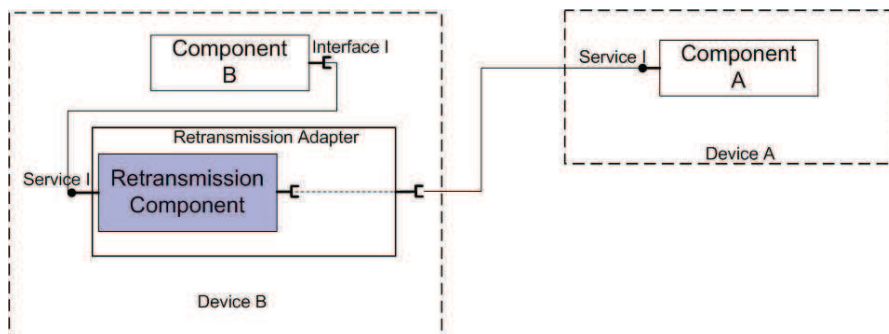 Component
B
Interface I
Service I
Component
A
Retransmission Adapter
Device A
Service I
Retransmission
Component
Device B